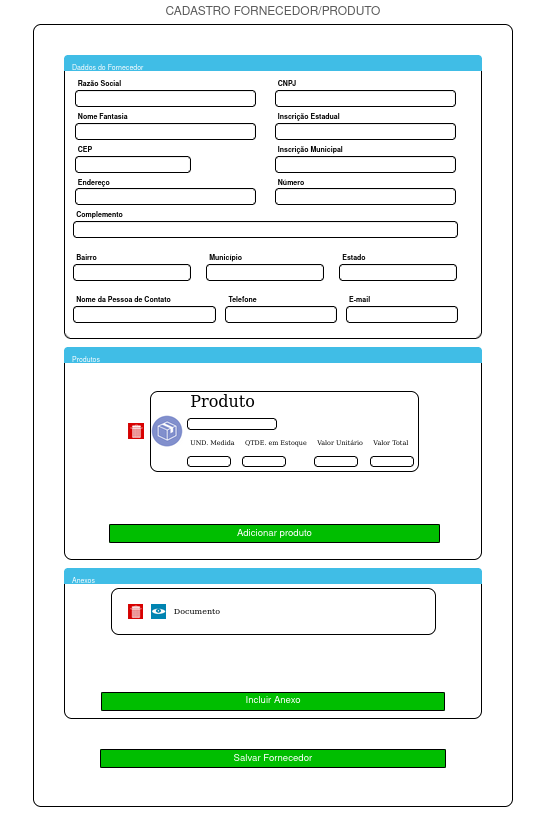 CADASTRO FORNECEDOR/PRODUTO
Daddos do Fornecedor
Razão Social CNPJ
Nome Fantasia Inscrição Estadual
CEP Inscrição Municipal
Endereço Número
Complemento
Bairro Município Estado
Nome da Pessoa de Contato Telefone E-mail
Produtos
Produto
UND. Medida QTDE. em Estoque Valor Unitário Valor Total
Adicionar produto
Anexos
Documento
Incluir Anexo
Salvar Fornecedor